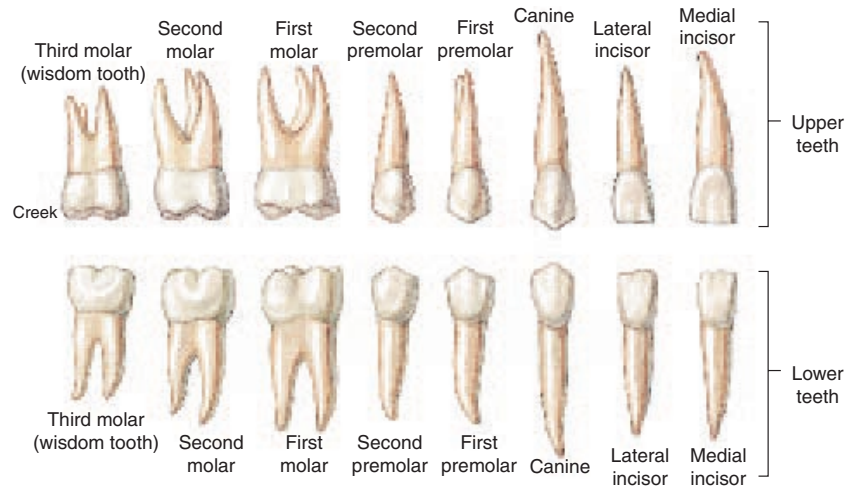 Third molar
(wisdom tooth)
Second
molar
First
molar
Second
premolar
First
premolar
Canine
Lateral
incisor
Medial
incisor
Upper
teeth
Creek
Third molar
(wisdom tooth)
Second
molar
First
molar
Second
premolar
First
premolar
Canine
Lateral
incisor
Medial
incisor
Lower
teeth